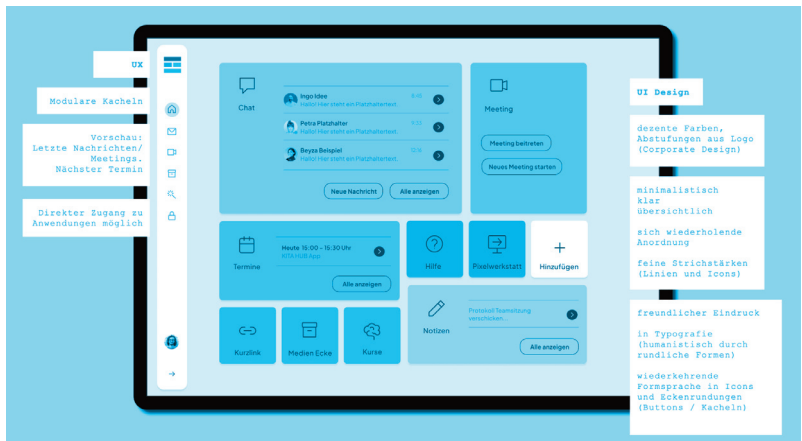 UX
Modulare Kacheln
Vorschau:
Letzte Nachrichten/
Meetings.
Nächster Termin
Direkter Zugang zu
Anwendungen möglich
Chat
Ingo Idee
8:46
Hallo! Hier steht ein Platzhaltertext.
Petra Platzhalter
Hallo! Hier steht ein Platzhaltertext.
Beyza Beispiel
Hallo! Hier steht ein Platzhaltertext.
Neue Nachricht
Alle anzeigen
Meeting
Meeting beitreten
Neues Meeting starten
Termine
Heute 15:00 – 15:30 Uhr
KITA HUB App
Alle anzeigen
Hilfe
Pixelwerkstatt
Hinzufügen
Kurzlink
Medien Ecke
Kurse
Notizen
Protokoll Teamsitzung
verschicken...
Alle anzeigen
UI Design
dezente Farben,
Abstufungen aus Logo
(Corporate Design)
minimalistisch
klar
übersichtlich
sich wiederholende
Anordnung
feine Strichstärken
(Linien und Icons)
freundlicher Eindruck
in Typografie
(humanistisch durch
rundliche Formen)
wiederkehrende
Formsprache in Icons
und Eckenrundungen
(Buttons / Kacheln)